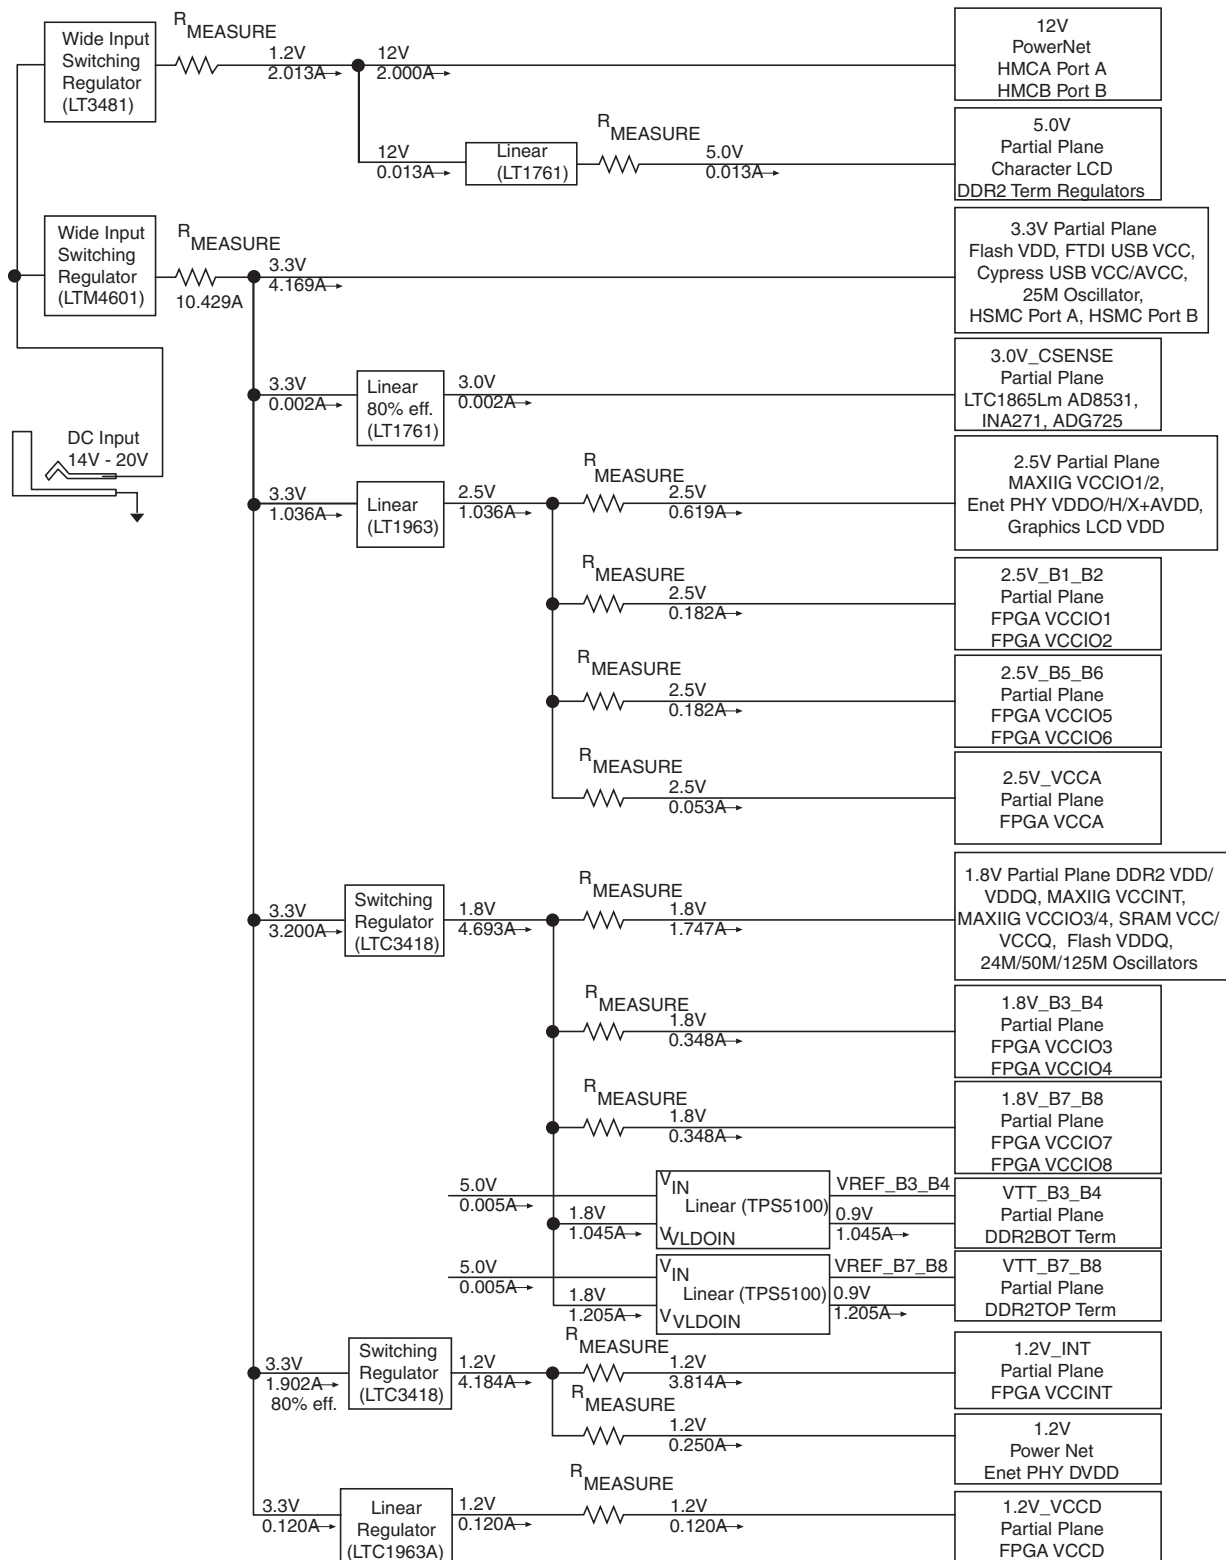 Wide Input
Switching
Regulator
(LT3481)
R MEASURE
1.2V
2.013A
12V
2.000A
12V
PowerNet
HMCA Port A
HMCB Port B
12V
0.013A
Linear
(LT1761)
R MEASURE
5.0V
0.013A
5.0V
Partial Plane
Character LCD
DDR2 Term Regulators
Wide Input
Switching
Regulator
(LTM4601)
R MEASURE
10.429A
3.3V
4.169A
3.3V Partial Plane
Flash VDD, FTDI USB VCC,
Cypress USB VCC/AVCC,
25M Oscillator,
HSMC Port A, HSMC Port B
3.3V
0.002A
Linear
80% eff.
(LT1761)
3.0V
0.002A
3.0V_CSENSE
Partial Plane
LTC1865Lm AD8531,
INA271, ADG725
DC Input
14V - 20V
3.3V
1.036A
Linear
(LT1963)
2.5V
1.036A
R MEASURE
2.5V
0.619A
2.5V Partial Plane
MAXIIG VCCIO1/2,
Enet PHY VDDO/H/X+AVDD,
Graphics LCD VDD
R MEASURE
2.5V
0.182A
2.5V_B1_B2
Partial Plane
FPGA VCCIO1
FPGA VCCIO2
R MEASURE
2.5V
0.182A
2.5V_B5_B6
Partial Plane
FPGA VCCIO5
FPGA VCCIO6
R MEASURE
2.5V
0.053A
2.5V_VCCA
Partial Plane
FPGA VCCA
3.3V
3.200A
Switching
Regulator
(LTC3418)
1.8V
4.693A
R MEASURE
1.8V
1.747A
1.8V Partial Plane DDR2 VDD/
VDDQ, MAXIIG VCCINT,
MAXIIG VCCIO3/4, SRAM VCC/
VCCQ, Flash VDDQ,
24M/50M/125M Oscillators
R MEASURE
1.8V
0.348A
1.8V_B3_B4
Partial Plane
FPGA VCCIO3
FPGA VCCIO4
R MEASURE
1.8V
0.348A
1.8V_B7_B8
Partial Plane
FPGA VCCIO7
FPGA VCCIO8
5.0V
0.005A
1.8V
1.045A
VIN
Linear (TPS5100)
VVLDOIN
VREF_B3_B4
0.9V
1.045A
VTT_B3_B4
Partial Plane
DDR2BOT Term
5.0V
0.005A
1.8V
1.205A
VIN
Linear (TPS5100)
VVLDOIN
VREF_B7_B8
0.9V
1.205A
VTT_B7_B8
Partial Plane
DDR2TOP Term
3.3V
1.902A
80% eff.
Switching
Regulator
(LTC3418)
1.2V
4.184A
R MEASURE
1.2V
3.814A
1.2V_INT
Partial Plane
FPGA VCCINT
R MEASURE
1.2V
0.250A
1.2V
Power Net
Enet PHY DVDD
3.3V
0.120A
Linear
Regulator
(LTC1963A)
1.2V
0.120A
R MEASURE
1.2V
0.120A
1.2V_VCCD
Partial Plane
FPGA VCCD